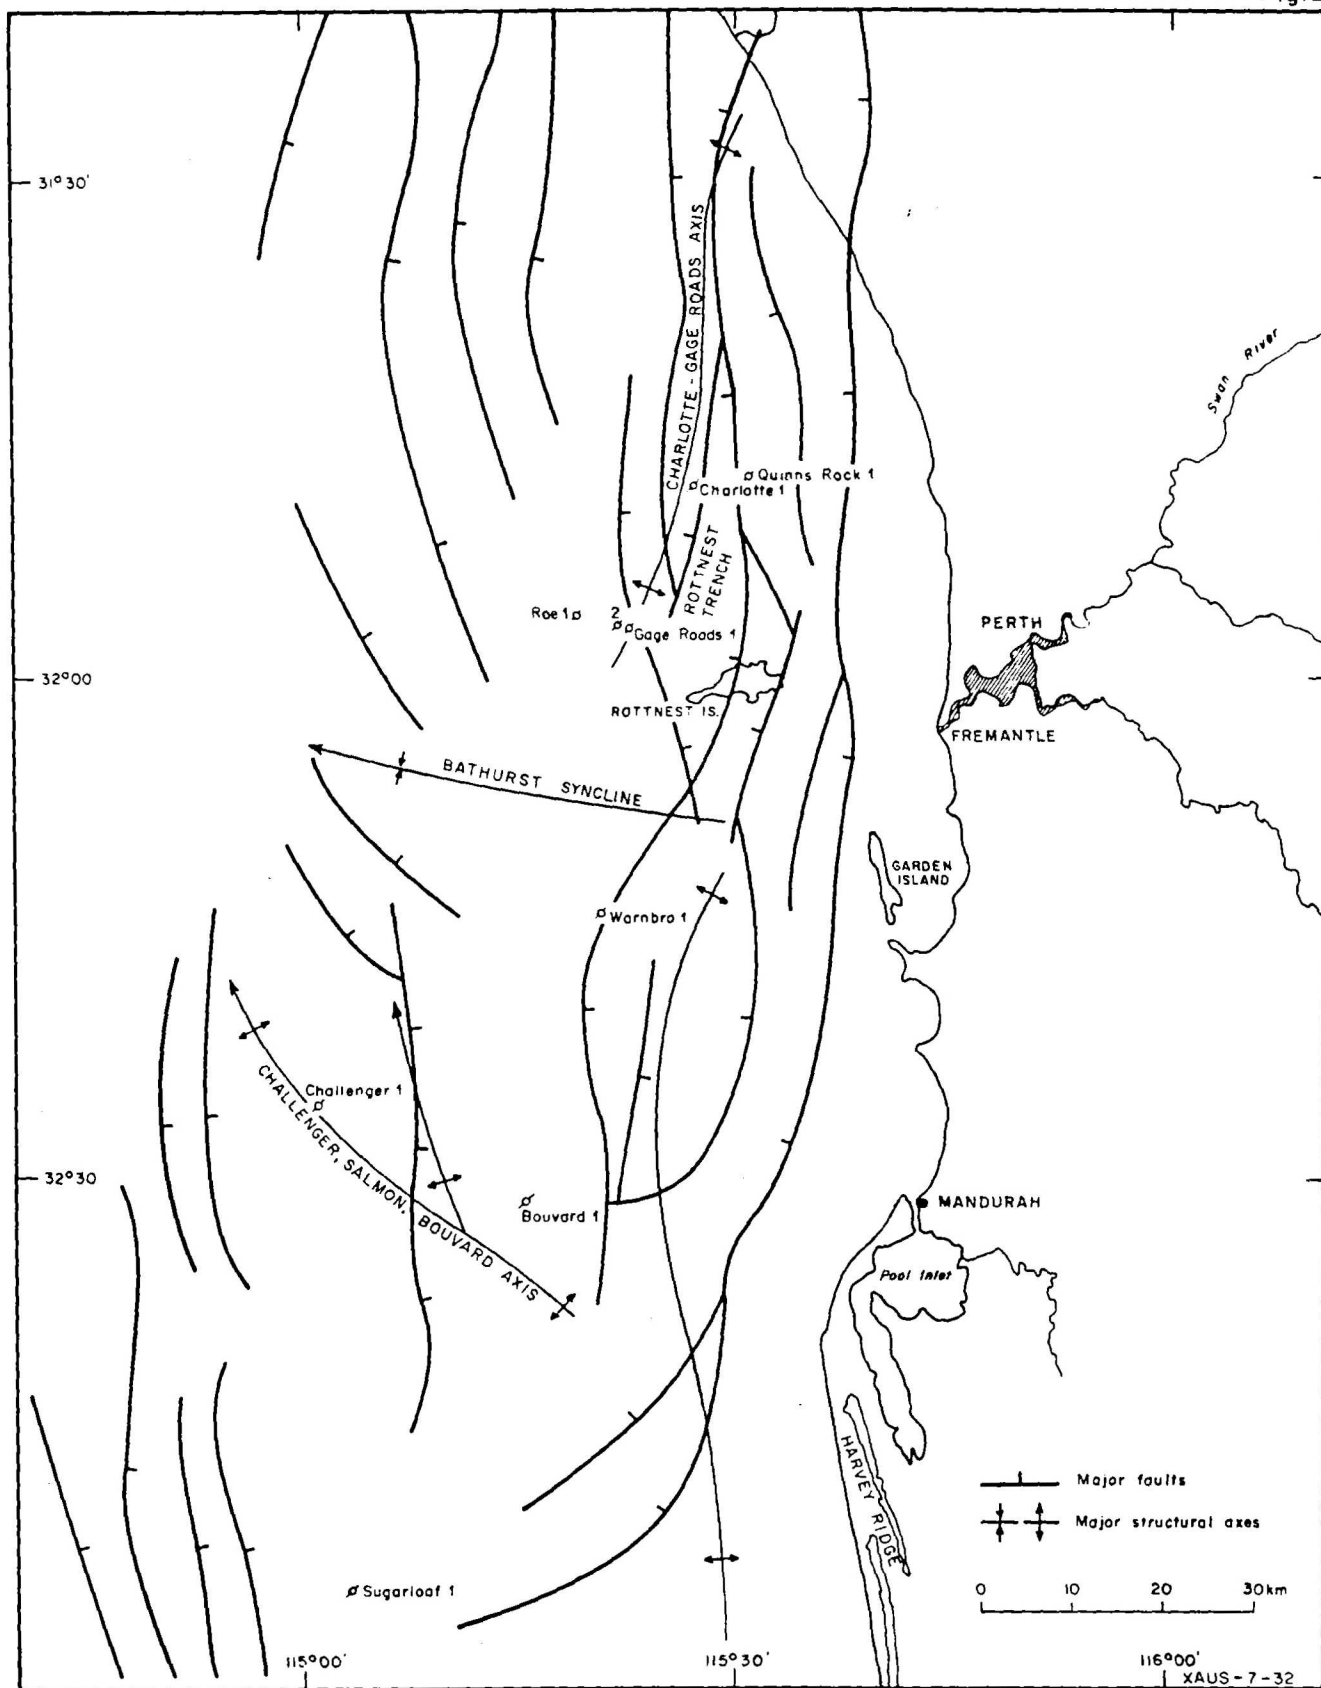 31°30'
CHARLOTTE - GAGE ROADS AXIS
Swan River
Quinns Rock 1
Charlotte 1
ROTTNEST
TRENCH
Roe 1
2
Gage Roads 1
PERTH
32°00
ROTTNEST IS.
FREMANTLE
BATHURST SYNCLINE
GARDEN
ISLAND
Warnbro 1
Challenger 1
CHALLENGER, SALMON, BOUVARD AXIS
32°30
Bouvard 1
MANDURAH
Peel Inlet
HARVEY RIDGE
Major faults
Major structural axes
Sugarloaf 1
0 10 20 30km
115°00'
115°30'
116°00'
XAUS-7-32